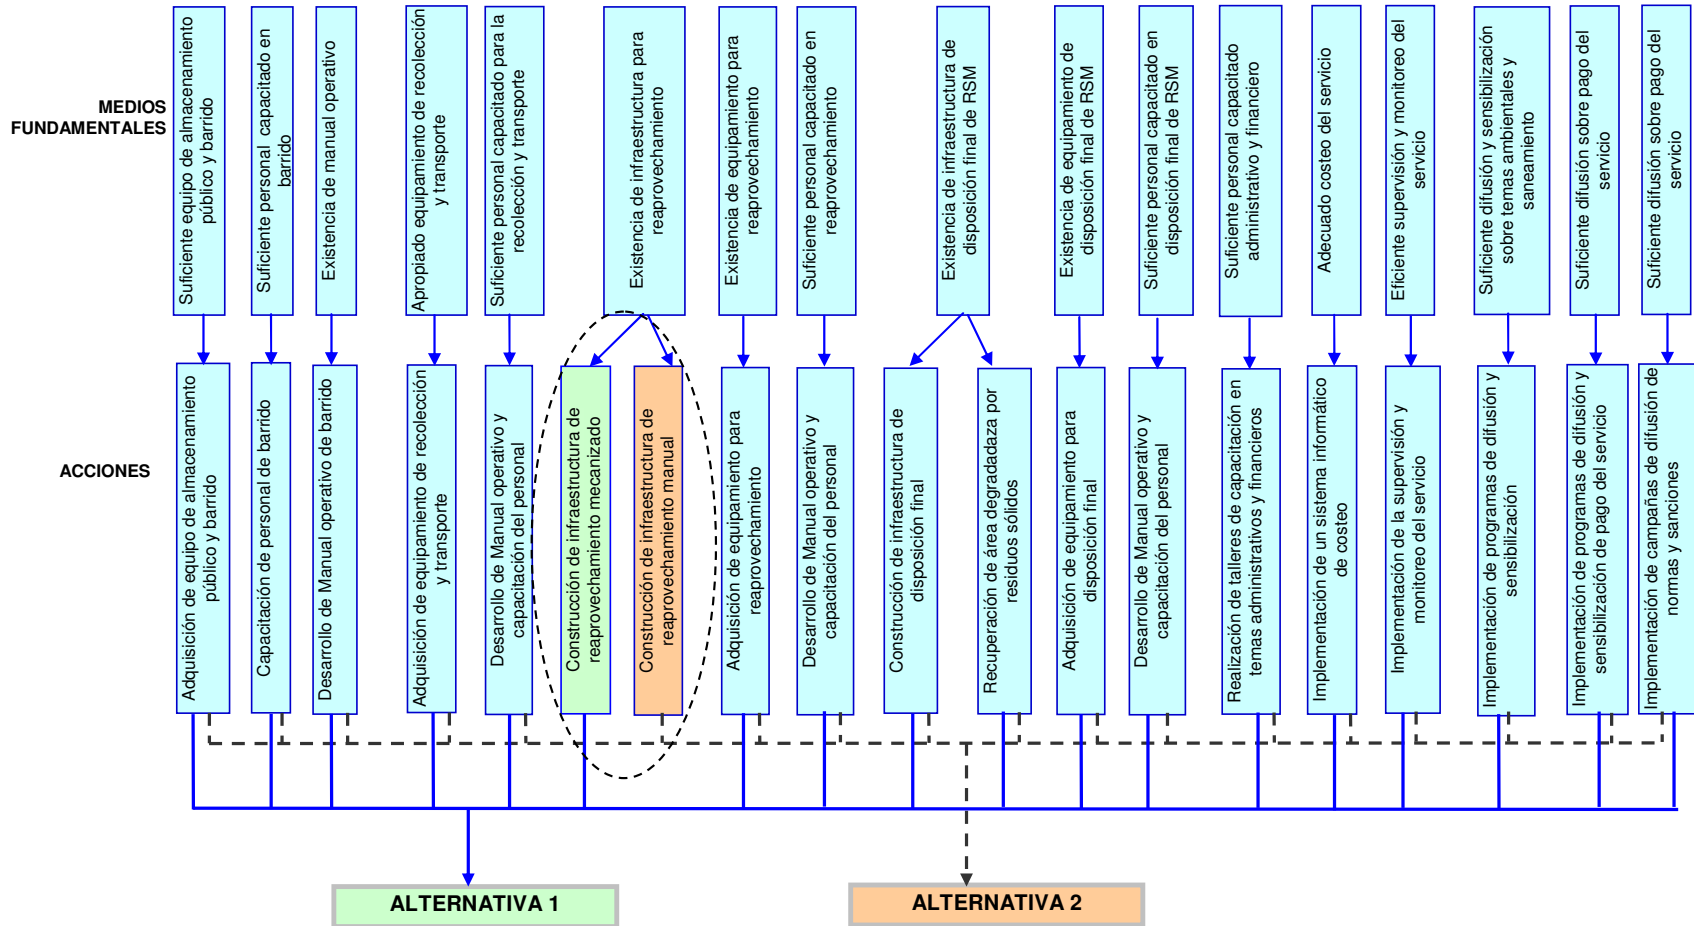 MEDIOS
FUNDAMENTALES
Suficiente equipo de almacenamiento
público y barrido
Suficiente personal capacitado en
barrido
Existencia de manual operativo
Apropiado equipamiento de recolección
y transporte
Suficiente personal capacitado para la
recolección y transporte
Existencia de infraestructura para
reaprovechamiento
Existencia de equipamiento para
reaprovechamiento
Suficiente personal capacitado en
reaprovechamiento
Existencia de infraestructura de
disposición final de RSM
Existencia de equipamiento de
disposición final de RSM
Suficiente personal capacitado en
disposición final de RSM
Suficiente personal capacitado
administrativo y financiero
Adecuado costeo del servicio
Eficiente supervisión y monitoreo del
servicio
Suficiente difusión y sensibilización
sobre temas ambientales y
saneamiento
Suficiente difusión sobre pago del
servicio
Suficiente difusión sobre pago del
servicio
ACCIONES
Adquisición de equipo de almacenamiento
público y barrido
Capacitación de personal de barrido
Desarrollo de Manual operativo de barrido
Adquisición de equipamiento de recolección
y transporte
Desarrollo de Manual operativo y
capacitación del personal
Construcción de infraestructura de
reaprovechamiento mecanizado
Construcción de infraestructura de
reaprovechamiento manual
Adquisición de equipamiento para
reaprovechamiento
Desarrollo de Manual operativo y
capacitación del personal
Construcción de infraestructura de
disposición final
Recuperación de área degradadaza por
residuos sólidos
Adquisición de equipamiento para
disposición final
Desarrollo de Manual operativo y
capacitación del personal
Realización de talleres de capacitación en
temas administrativos y financieros
Implementación de un sistema informático
de costeo
Implementación de la supervisión y
monitoreo del servicio
Implementación de programas de difusión y
sensibilización
Implementación de programas de difusión y
sensibilización de pago del servicio
Implementación de campañas de difusión de
normas y sanciones
ALTERNATIVA 1
ALTERNATIVA 2